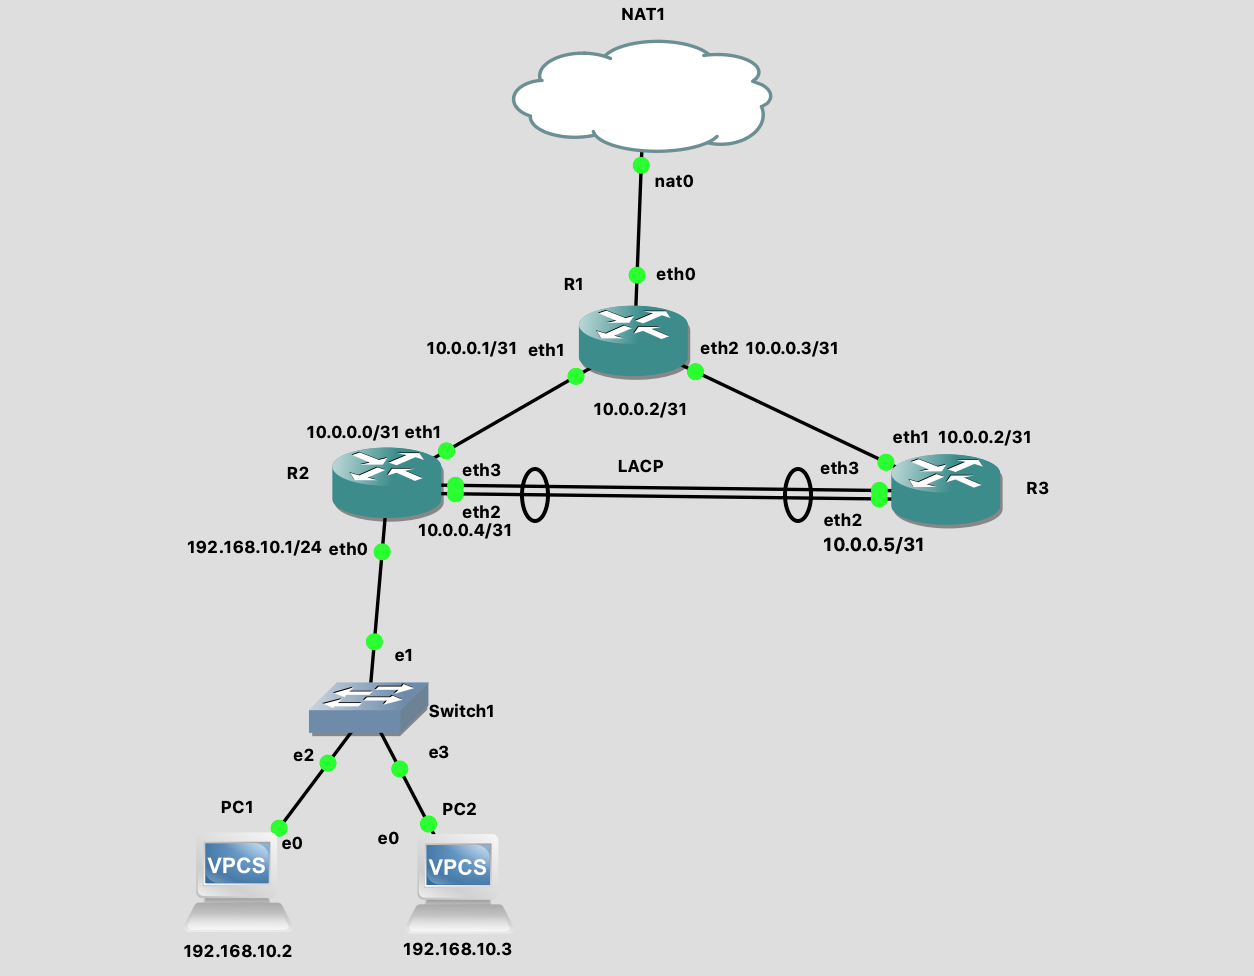 NAT1
nat0
R1
eth0
10.0.0.1/31
eth1
eth2 10.0.0.3/31
10.0.0.2/31
10.0.0.0/31 eth1
eth1 10.0.0.2/31
R2
eth3
LACP
eth3
R3
eth2
eth2
10.0.0.4/31
10.0.0.5/31
192.168.10.1/24 eth0
e1
Switch1
e2
e3
PC1
PC2
e0
e0
VPCS
VPCS
192.168.10.2
192.168.10.3